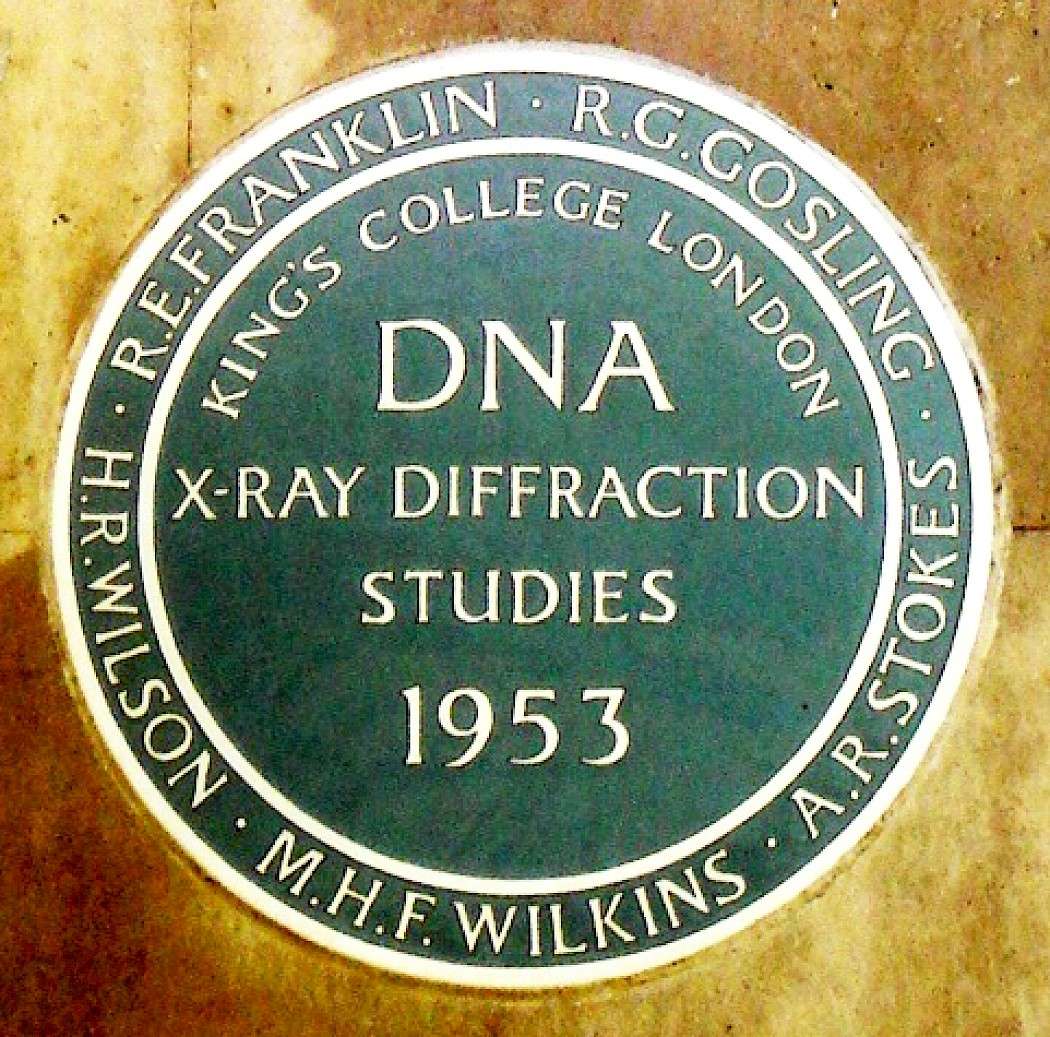 R.E.FRANKLIN · R.G.GOSLING · A.R.STOKES · M.H.F.WILKINS · H.R.WILSON ·
KING'S COLLEGE LONDON
DNA
X-RAY DIFFRACTION
STUDIES
1953